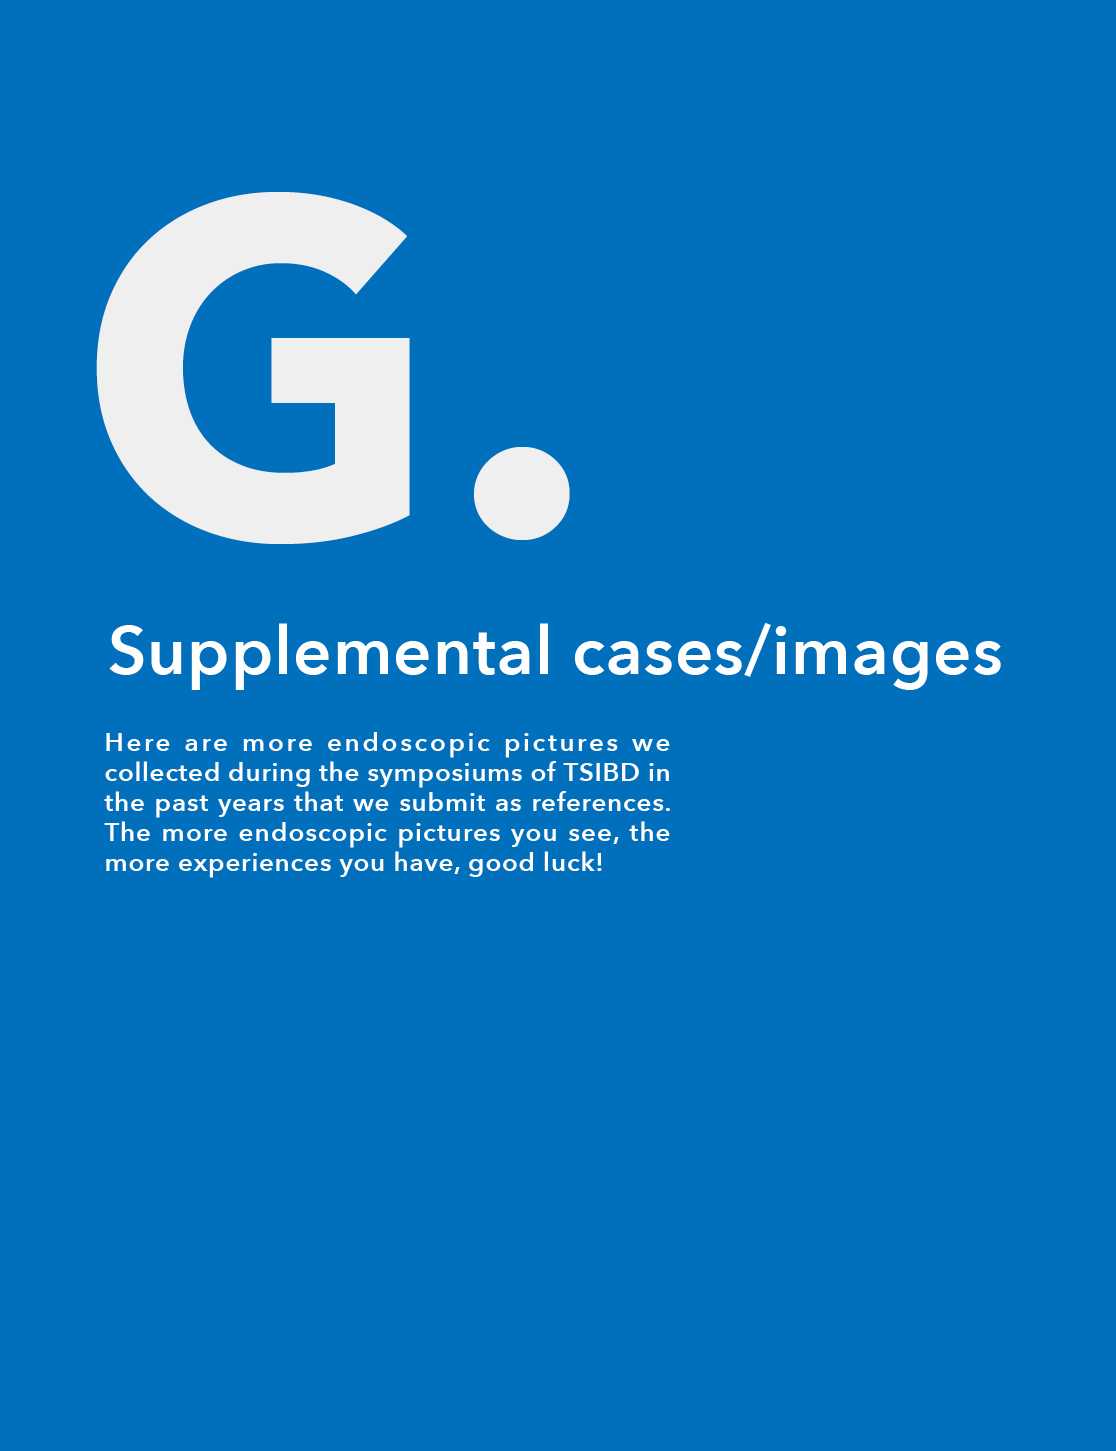 G.
Supplemental cases/images
Here are more endoscopic pictures we
collected during the symposiums of TSIBD in
the past years that we submit as references.
The more endoscopic pictures you see, the
more experiences you have, good luck!